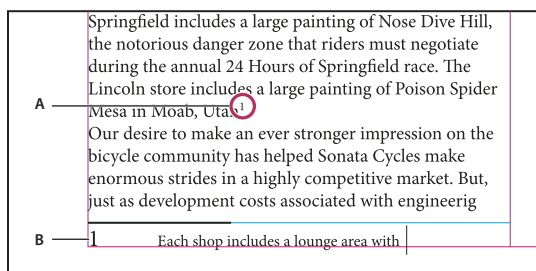 Springfield includes a large painting of Nose Dive Hill,
the notorious danger zone that riders must negotiate
during the annual 24 Hours of Springfield race. The
Lincoln store includes a large painting of Poison Spider
A Mesa in Moab, Utah.1
Our desire to make an ever stronger impression on the
bicycle community has helped Sonata Cycles make
enormous strides in a highly competitive market. But,
just as development costs associated with engineerig
B 1 Each shop includes a lounge area with